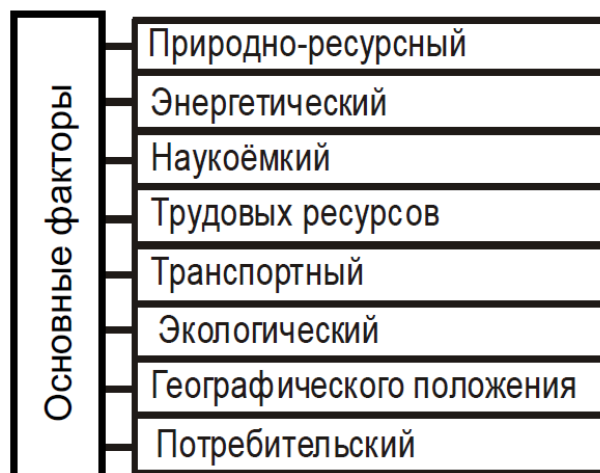 Основные факторы
Природно-ресурсный
Энергетический
Наукоёмкий
Трудовых ресурсов
Транспортный
Экологический
Географического положения
Потребительский